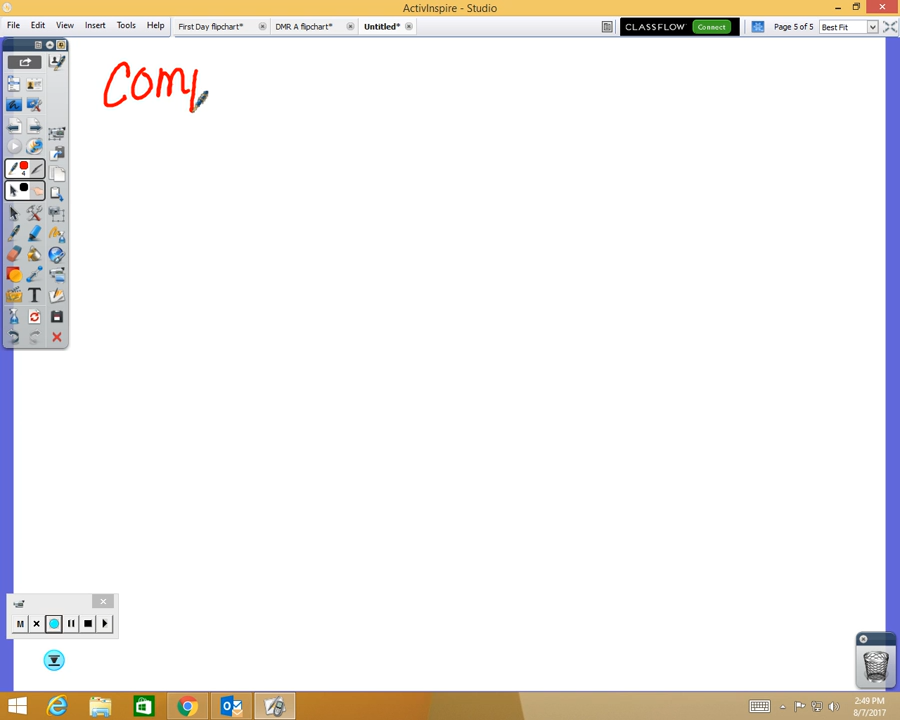 ActivInspire - Studio
File Edit View Insert Tools Help First Day flipchart* DMR A flipchart* Untitled* CLASSFLOW Connect Page 5 of 5 Best Fit
Com
4
T
M
2:49 PM
8/7/2017